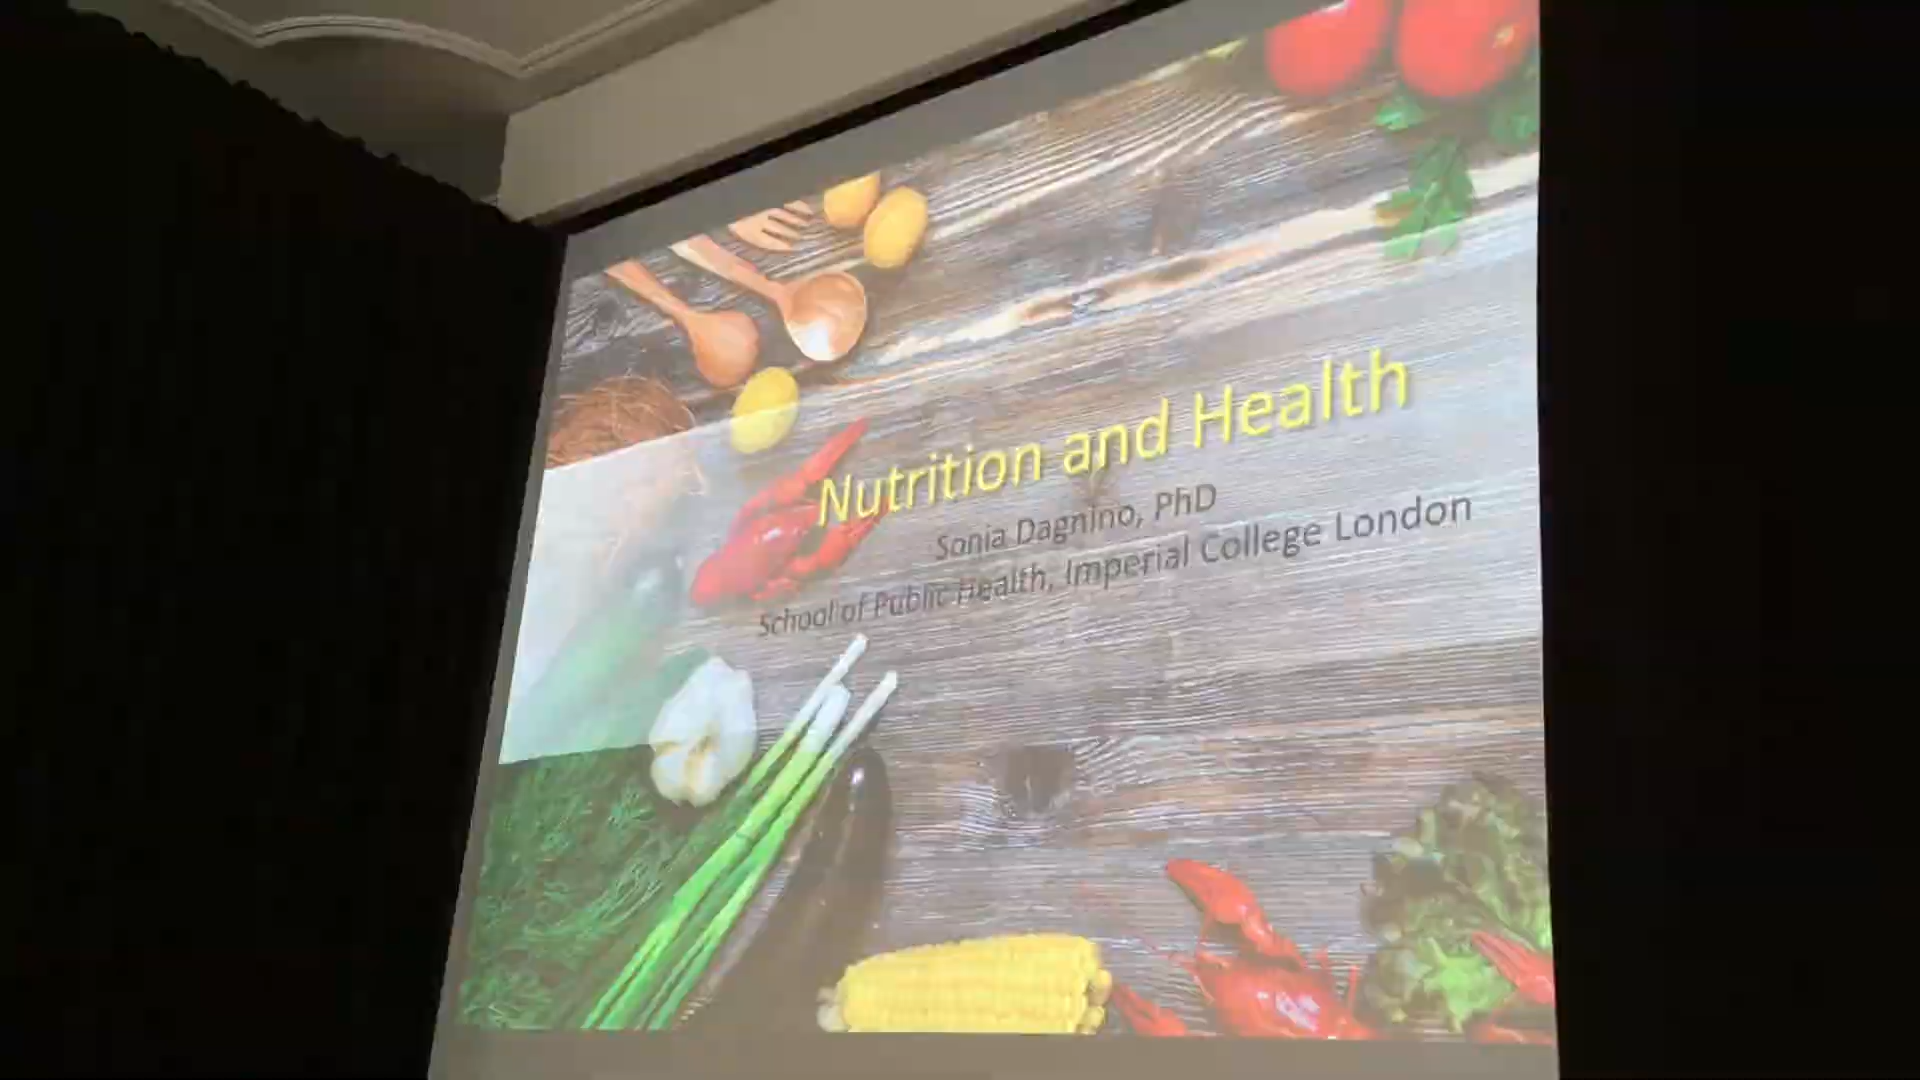 Nutrition and Health
Sonia Dagnino, PhD
School of Public Health, Imperial College London